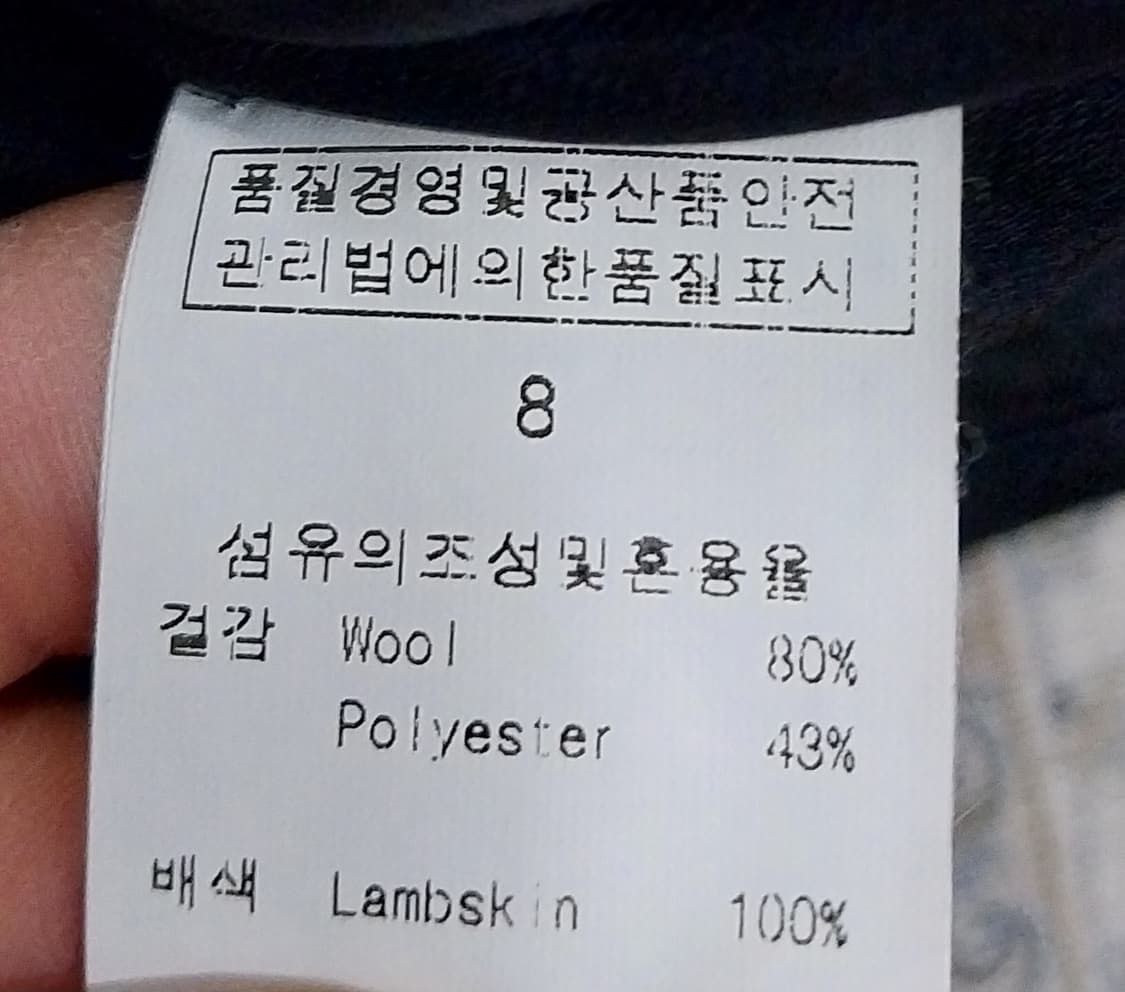 품질경영및공산품안전
관리법에의한품질표시
8
섬유의조성및혼용율
겉감 Wool 80%
Polyester 43%
배색 Lambskin 100%